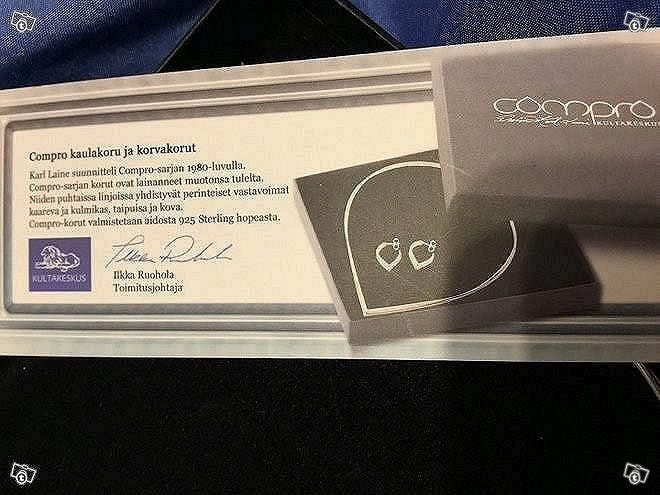 Compro kaulakoru ja korvakorut
Karl Laine suunnitteli Compro-sarjan 1980-luvulla.
Compro-sarjan korut ovat lainanneet muotonsa tulelta.
Niiden puhtaissa linjoissa yhdistyvät perinteiset vastavoimat
kaareva ja kulmikas, taipuisa ja kova.
Compro-korut valmistetaan aidosta 925 Sterling hopeasta.
KULTAKESKUS
Ilkka Ruohola
Toimitusjohtaja
compro
KULTAKESKUS